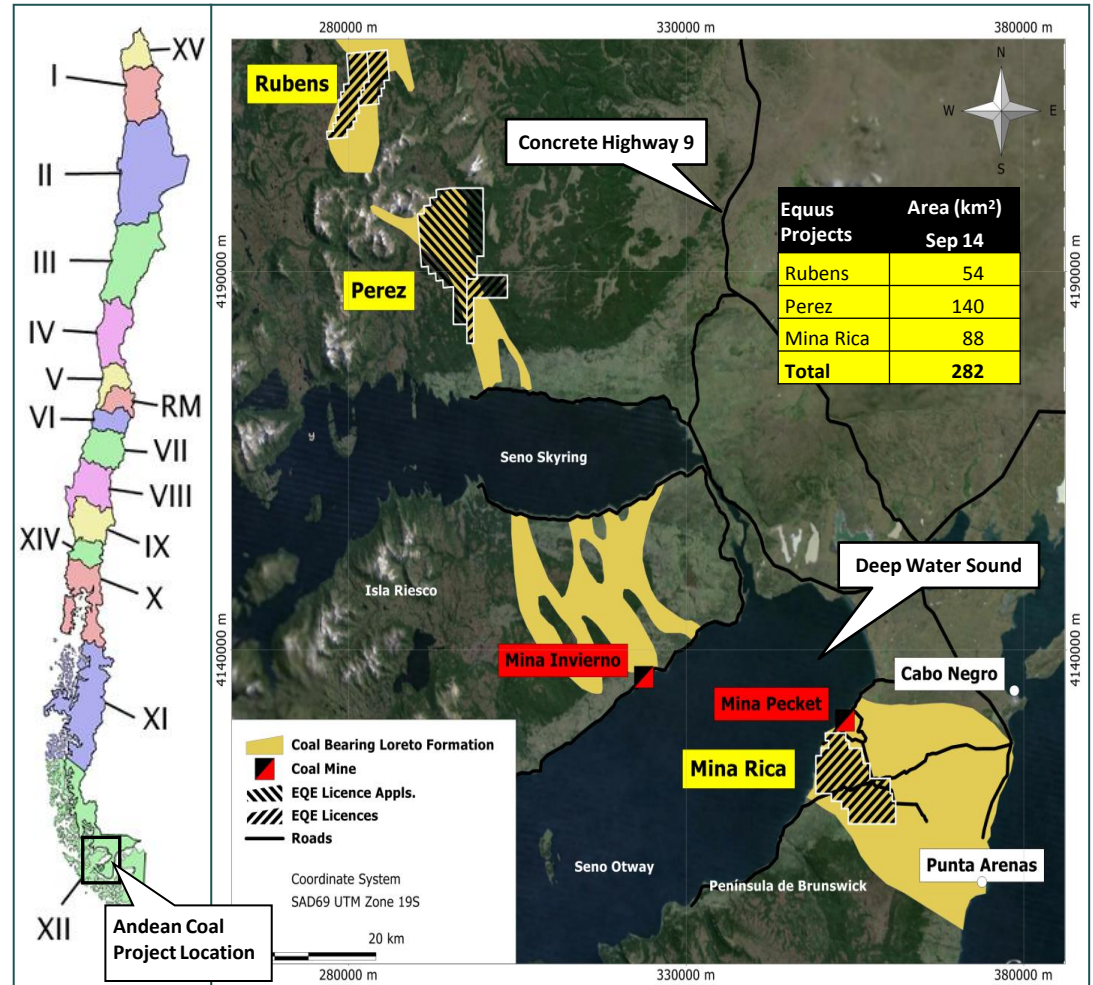 XV
I
II
III
IV
V
RM
VI
VII
VIII
XIV
IX
X
XI
XII
Andean Coal
Project Location
280000 m
330000 m
380000 m
Rubens
N
W
E
S
Concrete Highway 9
Equus
Projects
Area (km²)
Sep 14
Rubens
54
Perez
140
Mina Rica
88
Total
282
4190000 m
4190000 m
Perez
Seno Skyring
Isla Riesco
Deep Water Sound
Mina Invierno
4140000 m
4140000 m
Cabo Negro
Mina Pecket
Mina Rica
Coal Bearing Loreto Formation
Coal Mine
EQE Licence Appls.
EQE Licences
Roads
Coordinate System
SAD69 UTM Zone 19S
20 km
Seno Otway
Península de Brunswick
Punta Arenas
280000 m
330000 m
380000 m